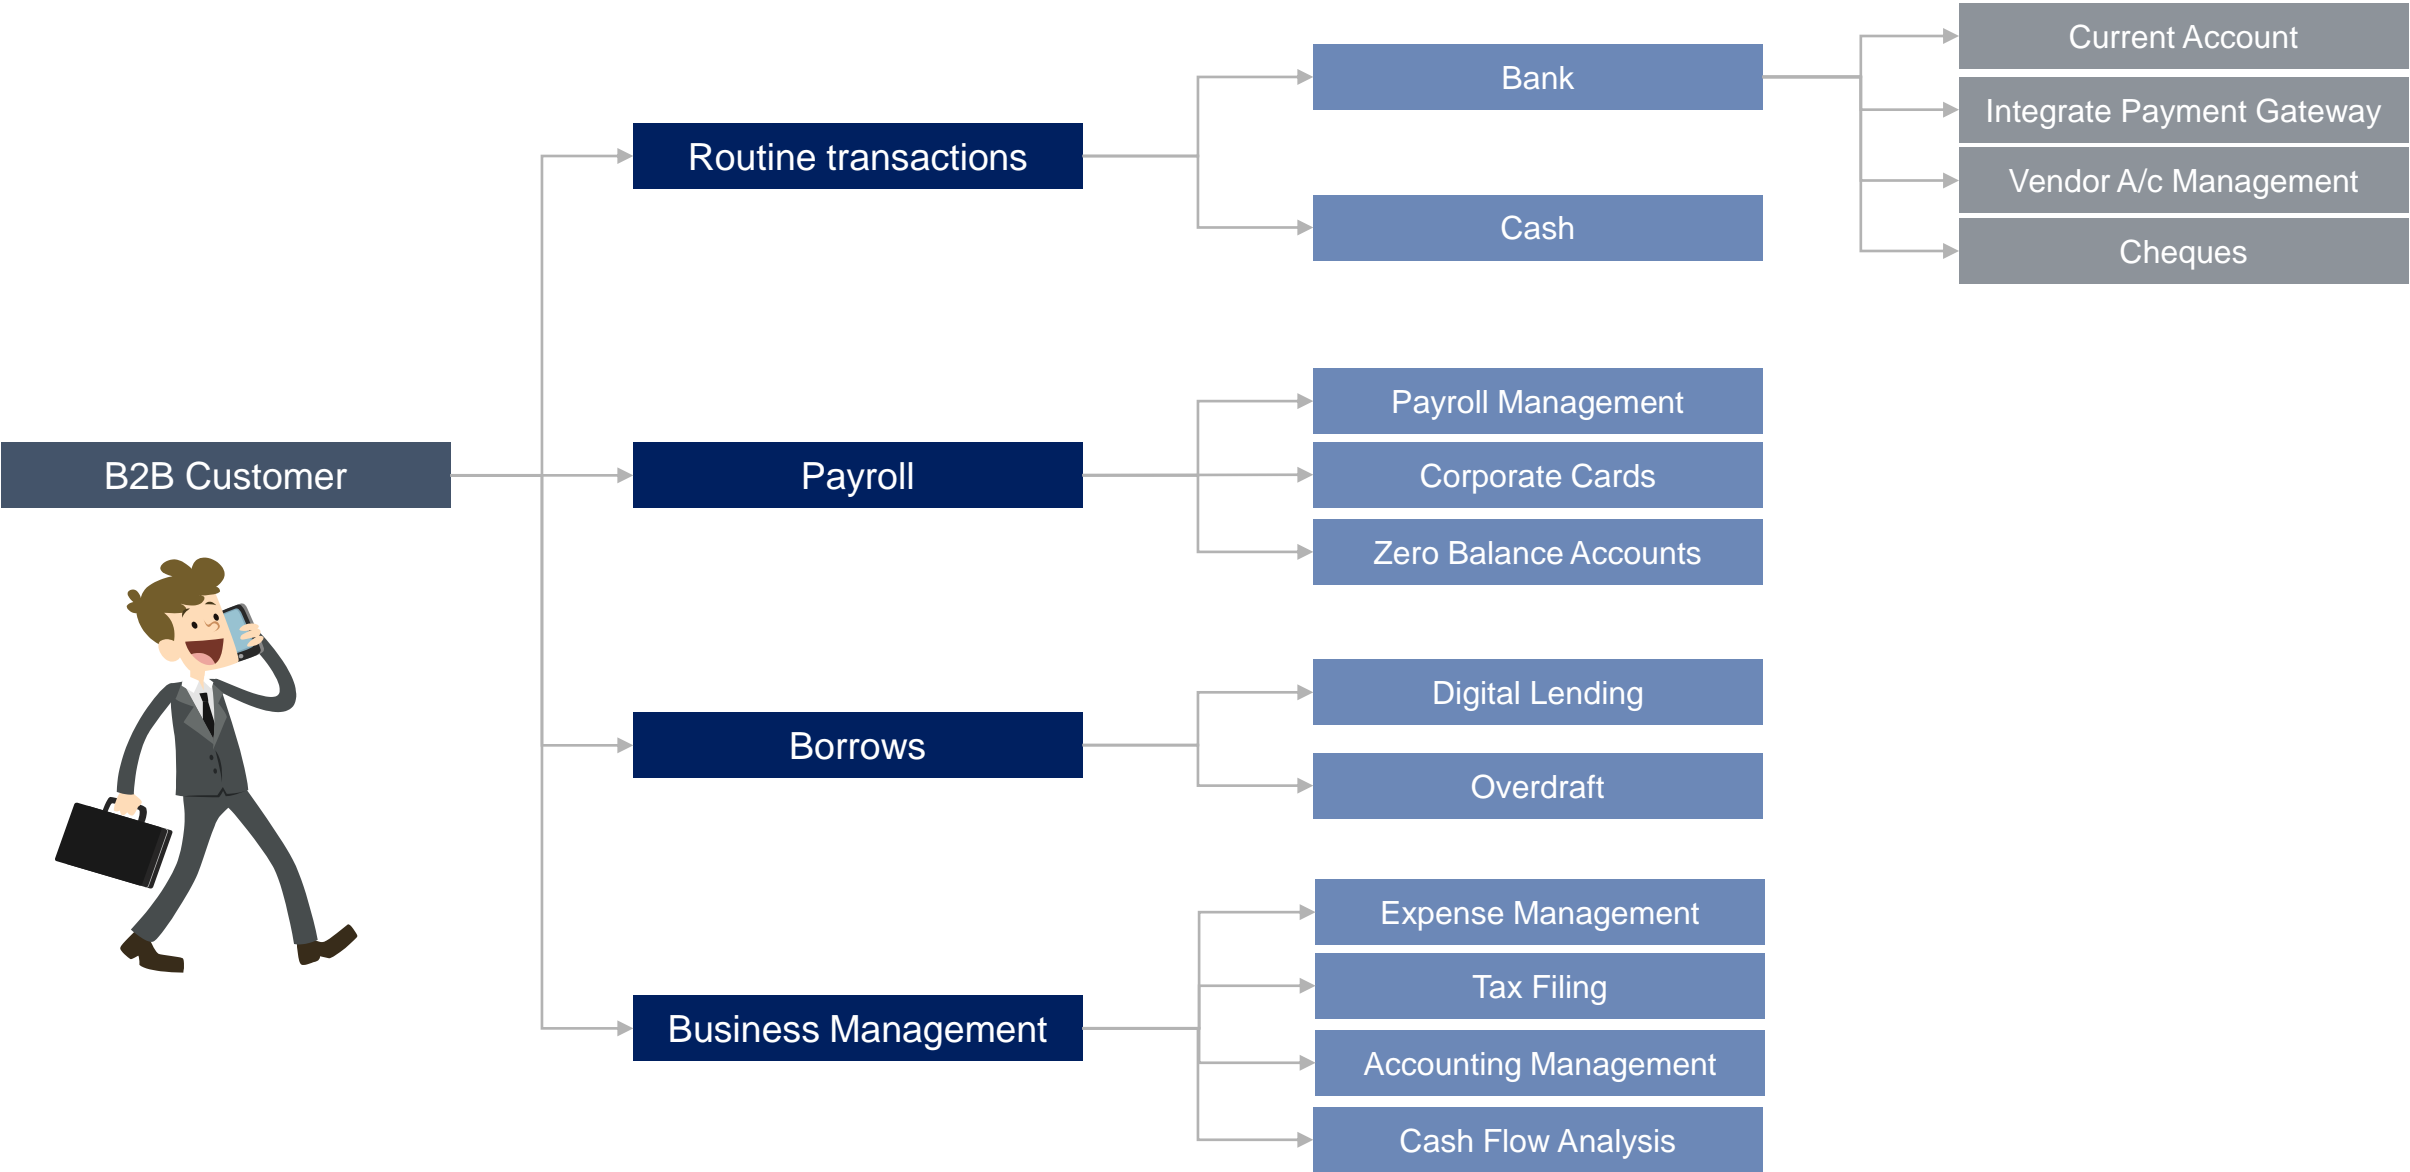 B2B Customer
Routine transactions
Bank
Current Account
Integrate Payment Gateway
Vendor A/c Management
Cheques
Cash
Payroll
Payroll Management
Corporate Cards
Zero Balance Accounts
Borrows
Digital Lending
Overdraft
Business Management
Expense Management
Tax Filing
Accounting Management
Cash Flow Analysis